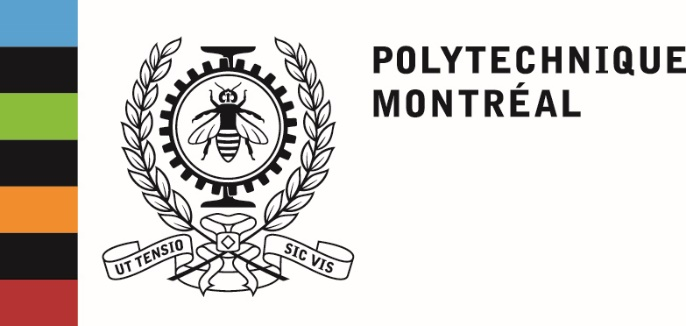 POLYTECHNIQUE
MONTRÉAL
UT TENSIO SIC VIS